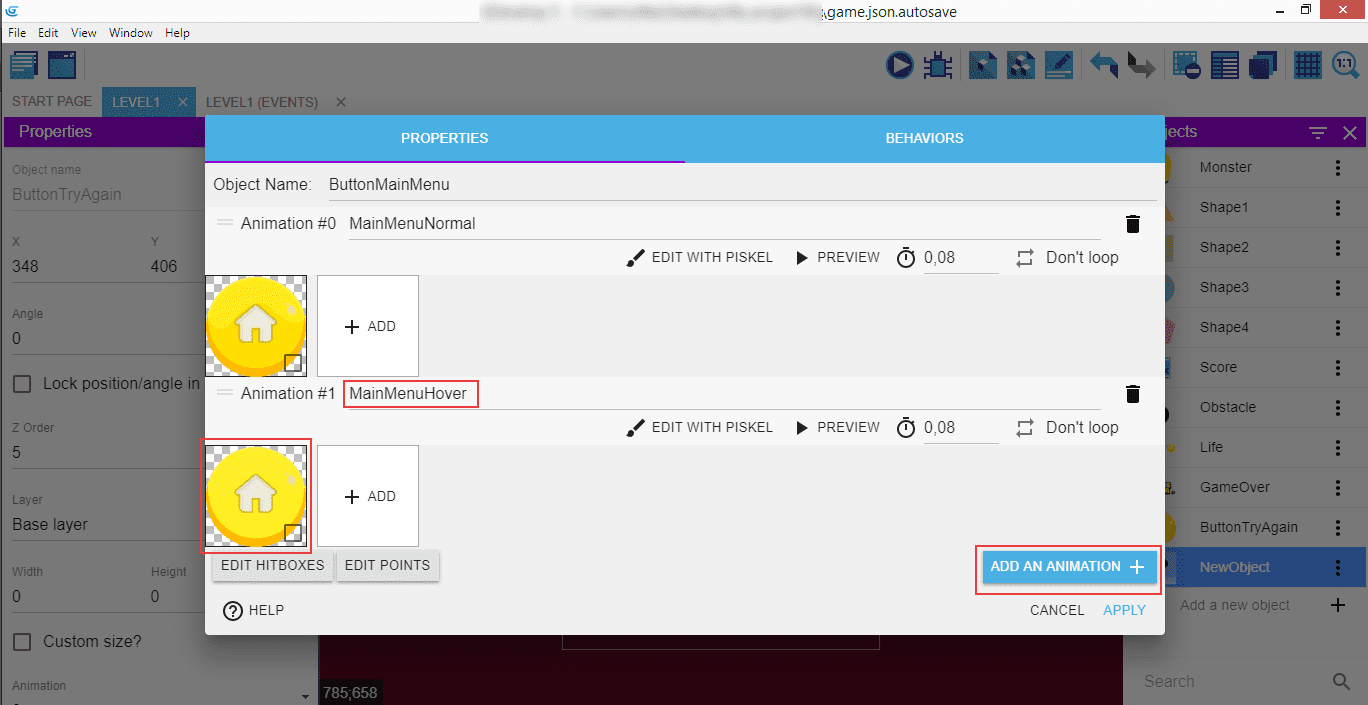 \game.json.autosave
File Edit View Window Help
1:1
START PAGE LEVEL1 LEVEL1 (EVENTS)
Properties
Object name
ButtonTryAgain
X Y
348 406
Angle
0
Lock position/angle in
Z Order
5
Layer
Base layer
Width Height
0 0
Custom size?
Animation
PROPERTIES BEHAVIORS
Object Name: ButtonMainMenu
Animation #0 MainMenuNormal
EDIT WITH PISKEL PREVIEW 0,08 Don't loop
ADD
Animation #1 MainMenuHover
EDIT WITH PISKEL PREVIEW 0,08 Don't loop
ADD
EDIT HITBOXES EDIT POINTS ADD AN ANIMATION
HELP CANCEL APPLY
785;658
jects
Monster
Shape1
Shape2
Shape3
Shape4
Score
Obstacle
Life
GameOver
ButtonTryAgain
NewObject
Add a new object
Search